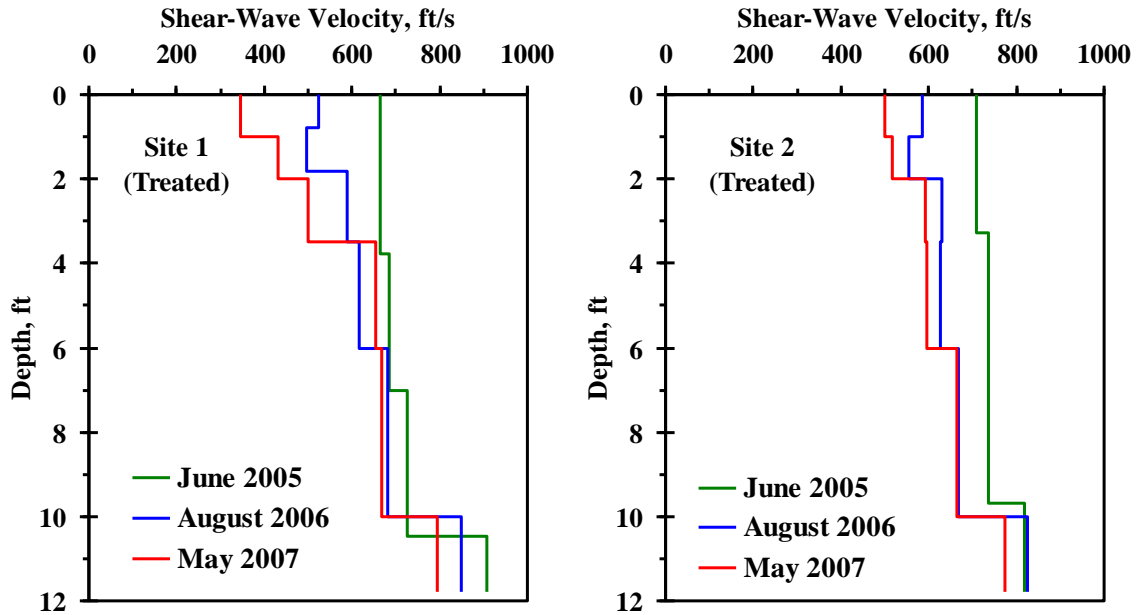 Shear-Wave Velocity, ft/s
0 200 400 600 800 1000
0
2
4
6
8
10
12
Depth, ft
Site 1
(Treated)
June 2005
August 2006
May 2007
Shear-Wave Velocity, ft/s
0 200 400 600 800 1000
0
2
4
6
8
10
12
Depth, ft
Site 2
(Treated)
June 2005
August 2006
May 2007